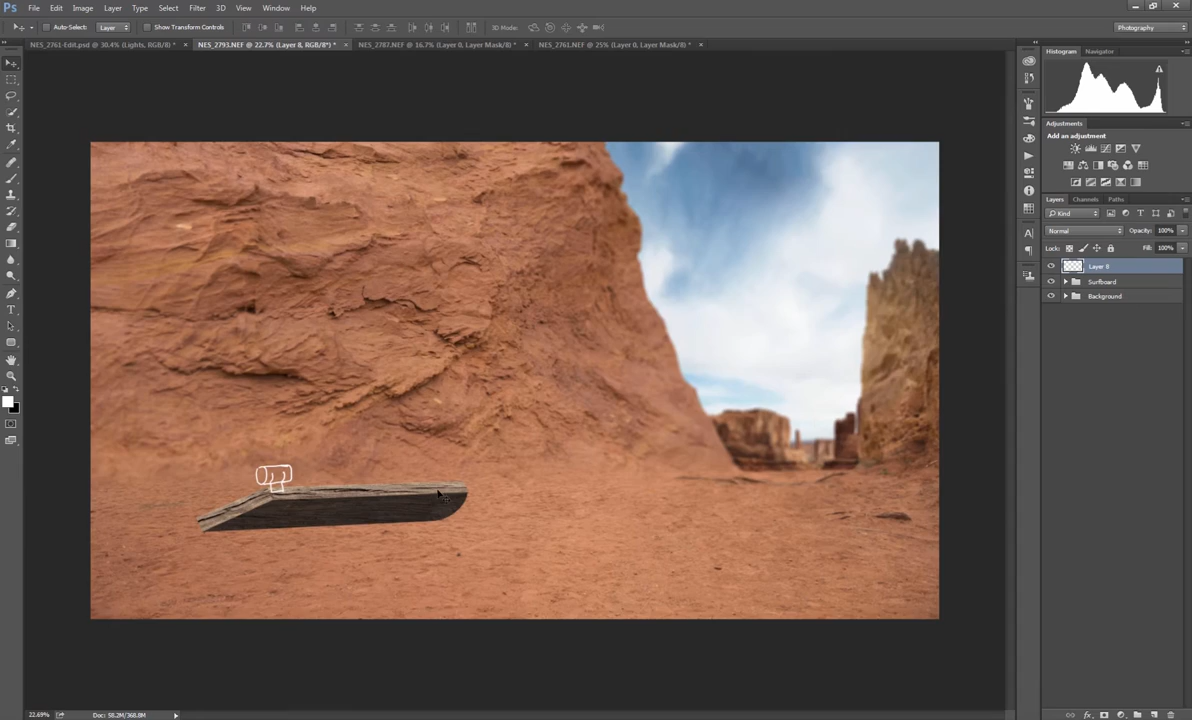 Ps File Edit Image Layer Type Select Filter 3D View Window Help
Auto-Select: Layer Show Transform Controls 3D Mode: Photography
NES_2761-Edit.psd @ 30.4% (Lights, RGB/8) * × NES_2793.NEF @ 22.7% (Layer 8, RGB/8*) * × NES_2787.NEF @ 16.7% (Layer 0, Layer Mask/8) * × NES_2761.NEF @ 25% (Layer 0, Layer Mask/8) * ×
Histogram Navigator
Adjustments
Add an adjustment
Layers Channels Paths
Kind
Normal Opacity: 100%
Lock: Fill: 100%
Layer 8
Surfboard
Background
22.69% Doc: 58.2M/368.8M